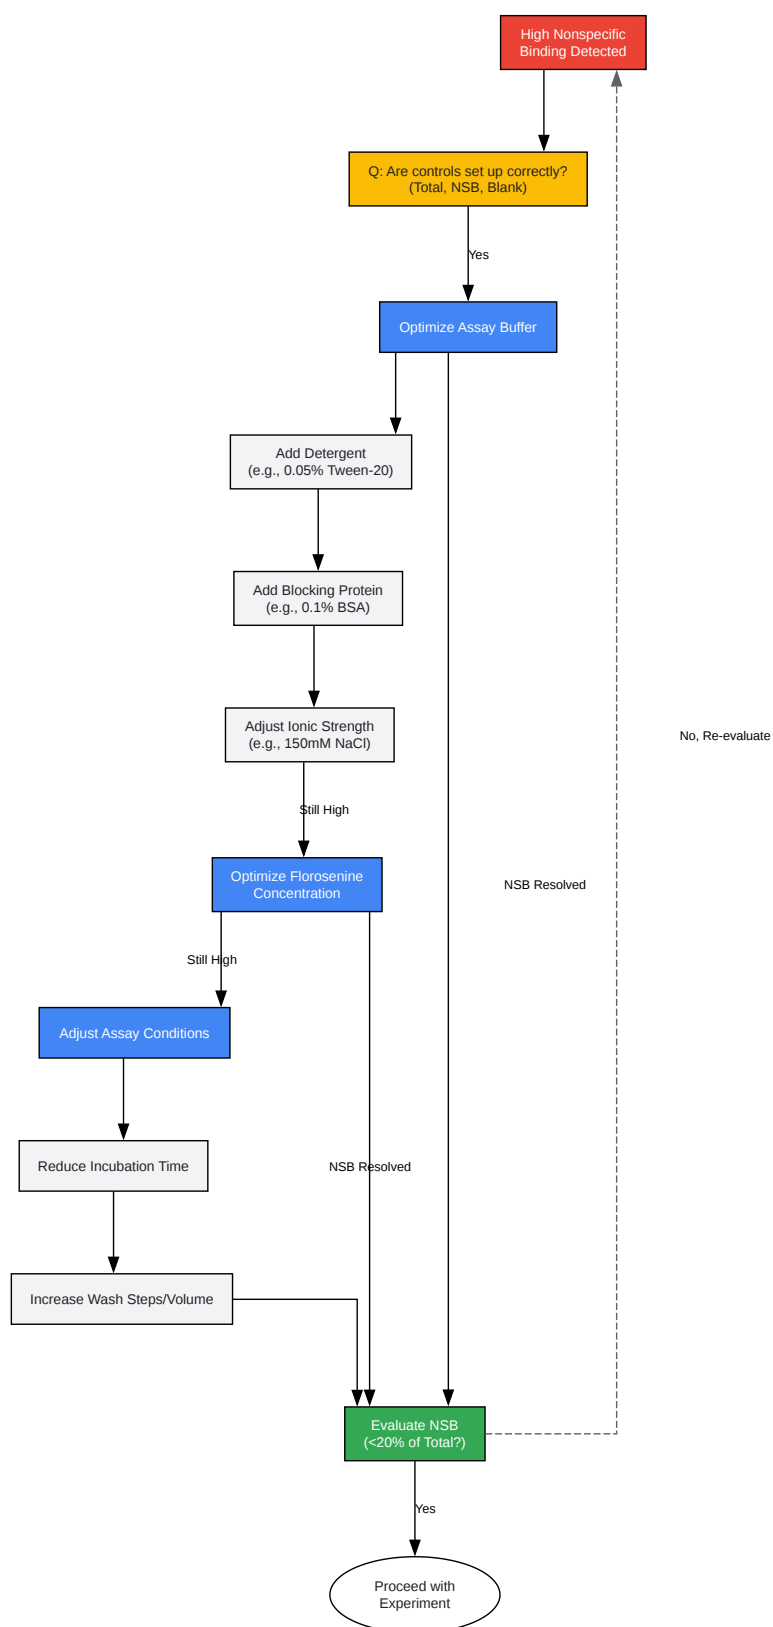 High Nonspecific
Binding Detected
Q: Are controls set up correctly?
(Total, NSB, Blank)
Yes
Optimize Assay Buffer
Add Detergent
(e.g., 0.05% Tween-20)
Add Blocking Protein
(e.g., 0.1% BSA)
Adjust Ionic Strength
(e.g., 150mM NaCl)
No, Re-evaluate
Still High
Optimize Florosenine
Concentration
NSB Resolved
Still High
Adjust Assay Conditions
Reduce Incubation Time
NSB Resolved
Increase Wash Steps/Volume
Evaluate NSB
(<20% of Total?)
Yes
Proceed with
Experiment